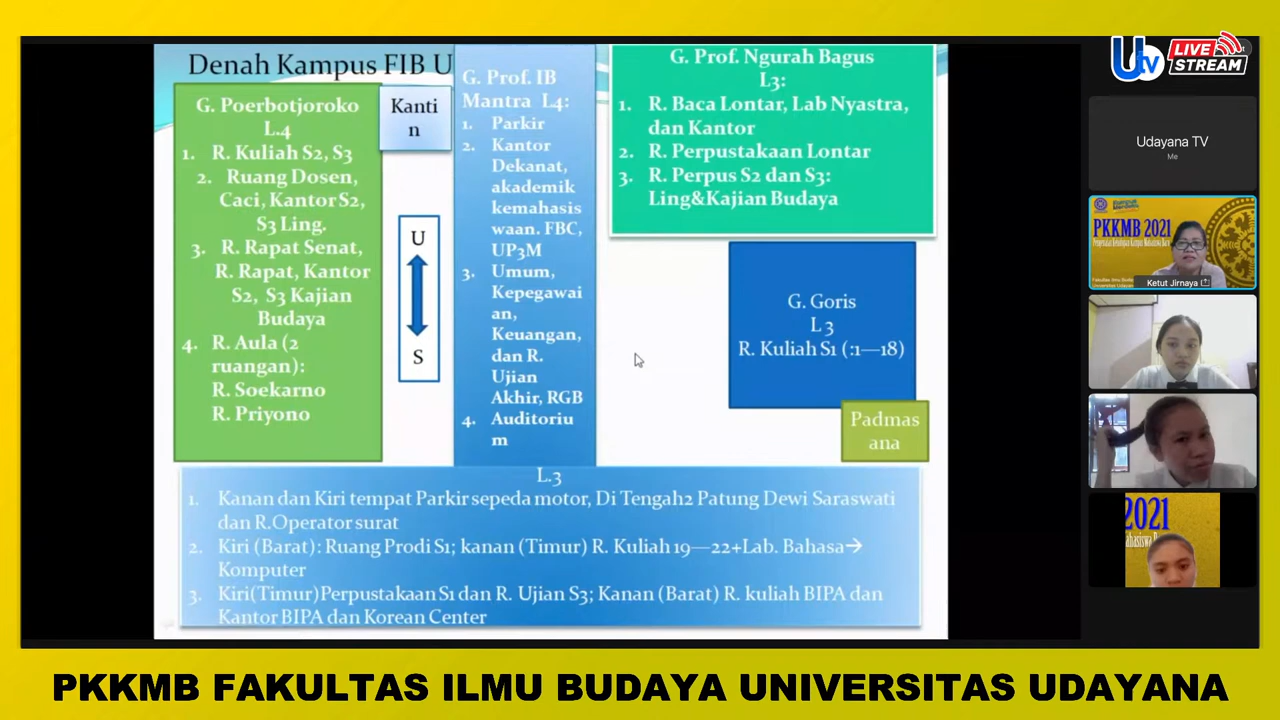 Denah Kampus FIB U
G. Poerbotjoroko
L.4
1. R. Kuliah S2, S3
2. Ruang Dosen,
Caci, Kantor S2,
S3 Ling.
3. R. Rapat Senat,
R. Rapat, Kantor
S2, S3 Kajian
Budaya
4. R. Aula (2
ruangan):
R. Soekarno
R. Priyono
Kanti
n
U
S
G. Prof. IB
Mantra L4:
1. Parkir
2. Kantor
Dekanat,
akademik
kemahasis
waan. FBC,
UP3M
3. Umum,
Kepegawai
an,
Keuangan,
dan R.
Ujian
Akhir, RGB
4. Auditoriu
m
G. Prof. Ngurah Bagus
L3:
1. R. Baca Lontar, Lab Nyastra,
dan Kantor
2. R. Perpustakaan Lontar
3. R. Perpus S2 dan S3:
Ling&Kajian Budaya
G. Goris
L 3
R. Kuliah S1 (:1—18)
Padmas
ana
L.3
1. Kanan dan Kiri tempat Parkir sepeda motor, Di Tengah2 Patung Dewi Saraswati
dan R.Operator surat
2. Kiri (Barat): Ruang Prodi S1; kanan (Timur) R. Kuliah 19—22+Lab. Bahasa→
Komputer
3. Kiri(Timur)Perpustakaan S1 dan R. Ujian S3; Kanan (Barat) R. kuliah BIPA dan
Kantor BIPA dan Korean Center
Utv
LIVE
STREAM
Udayana TV
Me
PKKMB 2021
Fakultas Ilmu Buda
Universitas Udayan
Ketut Jirnaya
2021
PKKMB FAKULTAS ILMU BUDAYA UNIVERSITAS UDAYANA